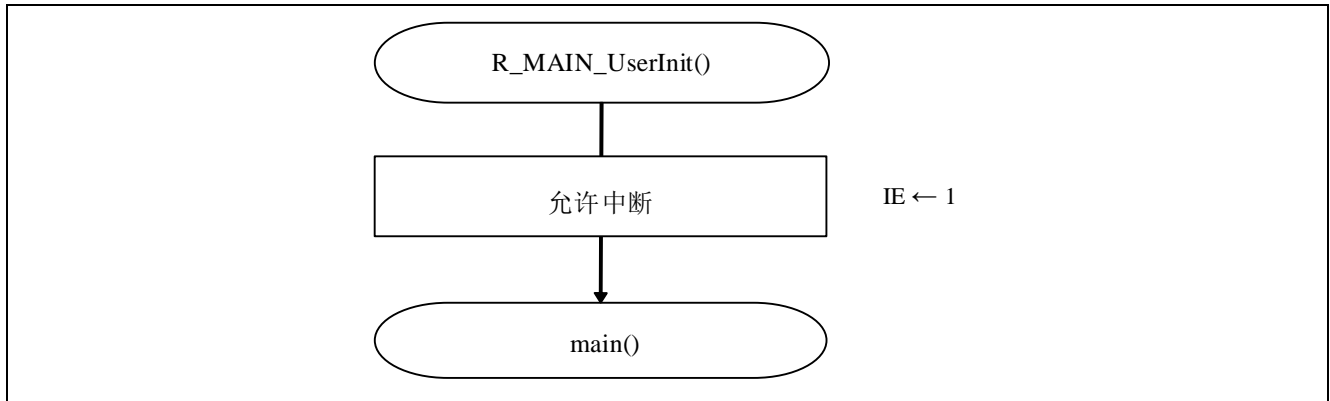 R_MAIN_UserInit()
允许中断
IE ← 1
main()